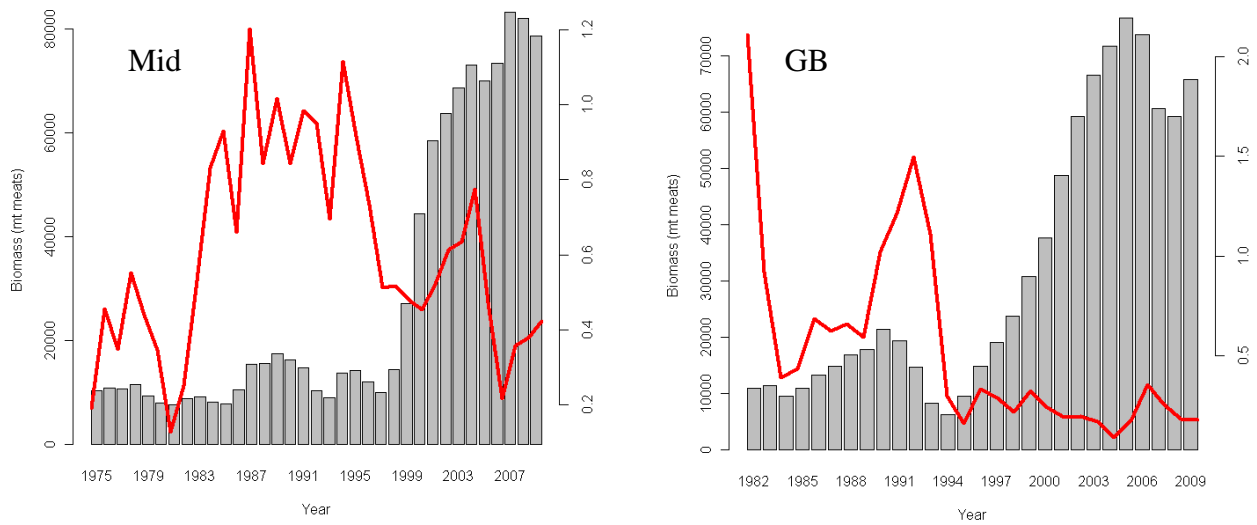 Mid
Biomass (mt meats)
0 20000 40000 60000 80000
0.2 0.4 0.6 0.8 1.0 1.2
1975 1979 1983 1987 1991 1995 1999 2003 2007
Year
GB
Biomass (mt meats)
0 10000 20000 30000 40000 50000 60000 70000
0.5 1.0 1.5 2.0
1982 1985 1988 1991 1994 1997 2000 2003 2006 2009
Year